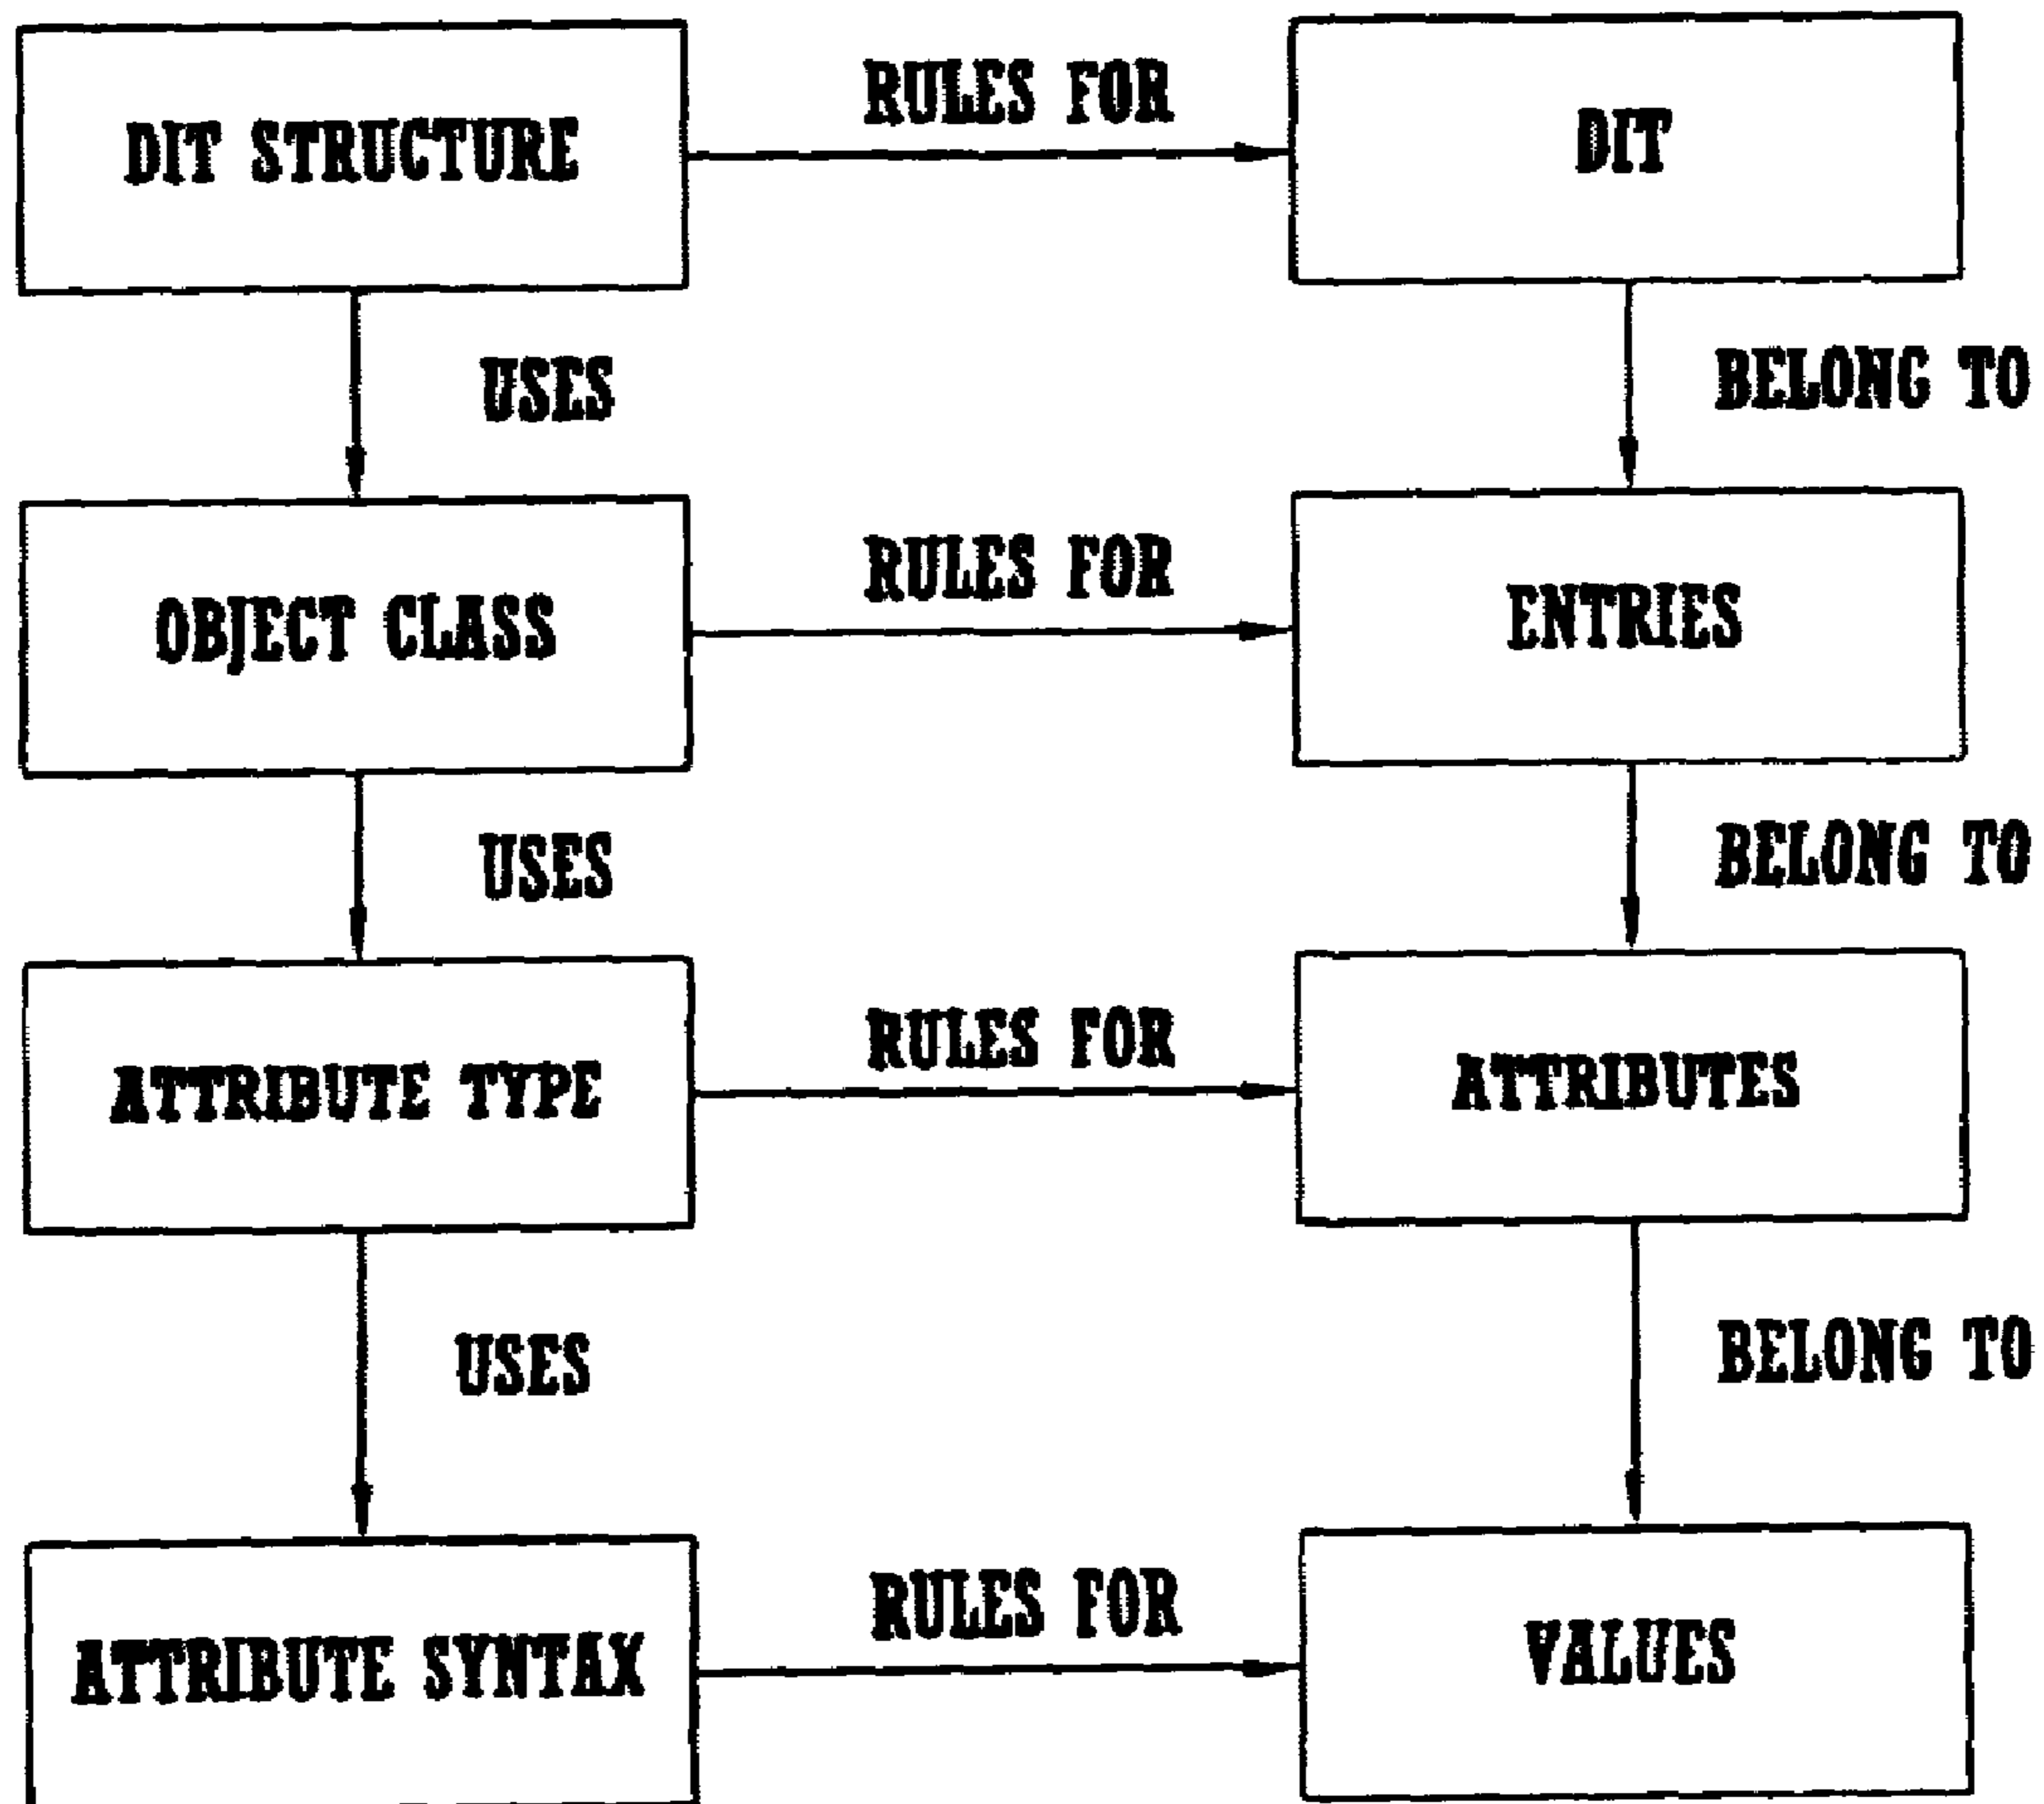 DIT STRUCTURE
RULES FOR
DIT
USES
BELONG TO
OBJECT CLASS
RULES FOR
ENTRIES
USES
BELONG TO
ATTRIBUTE TYPE
RULES FOR
ATTRIBUTES
USES
BELONG TO
ATTRIBUTE SYNTAX
RULES FOR
VALUES